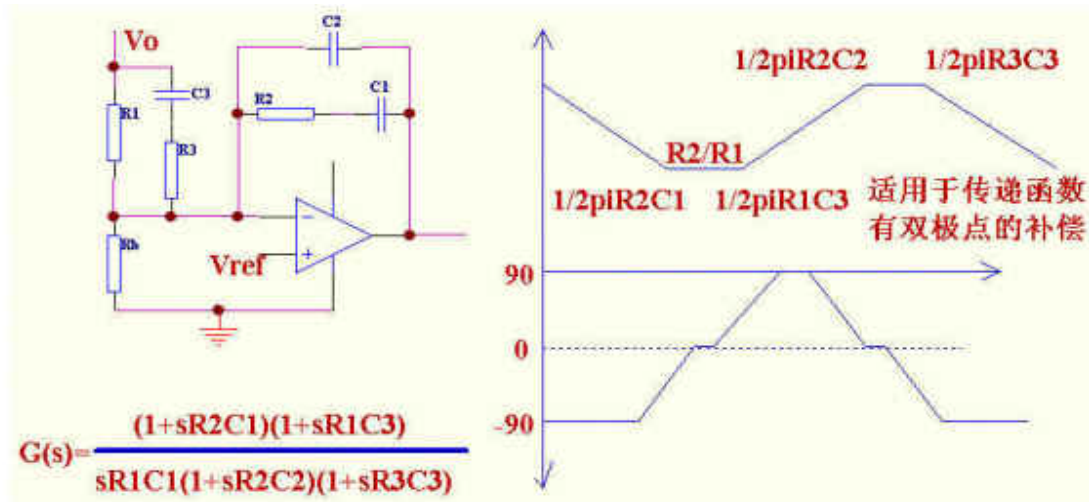 Vo
C2
C3
R1
R2
C1
R3
Rb
Vref
G(s)=
(1+sR2C1)(1+sR1C3)
sR1C1(1+sR2C2)(1+sR3C3)
1/2piR2C2
1/2piR3C3
R2/R1
1/2piR2C1
1/2piR1C3
适用于传递函数
有双极点的补偿
90
0
-90